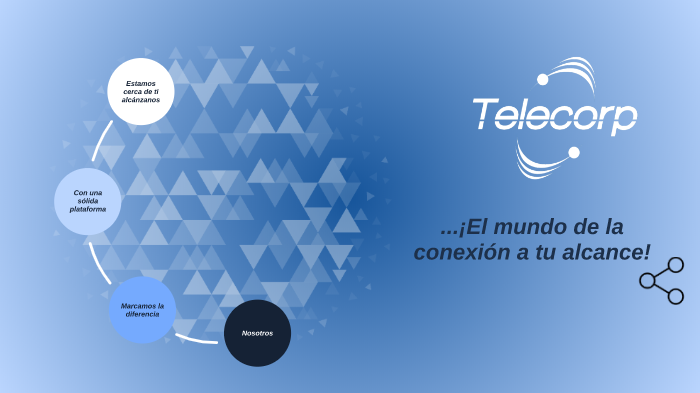 Estamos
cerca de ti
alcánzanos
Con una
sólida
plataforma
Marcamos la
diferencia
Nosotros
Telecorp
...¡El mundo de la
conexión a tu alcance!